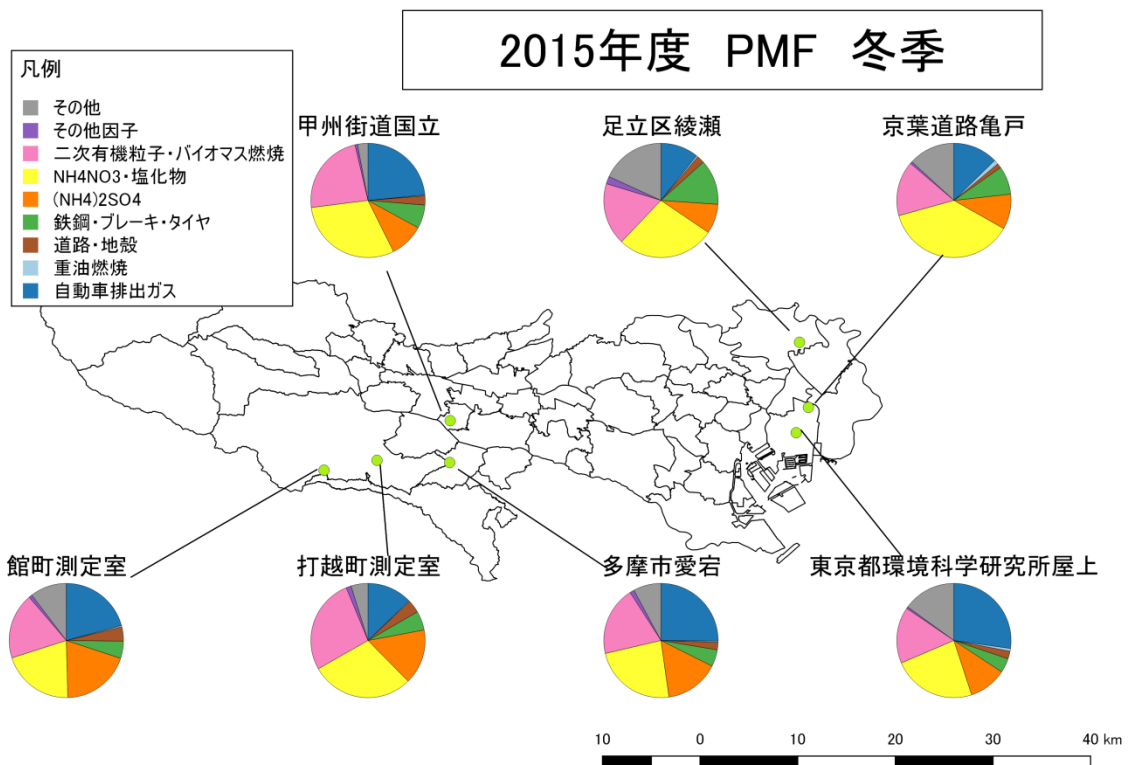 2015年度 PMF 冬季
凡例
その他
その他因子
二次有機粒子・バイオマス燃焼
NH4NO3・塩化物
(NH4)2SO4
鉄鋼・ブレーキ・タイヤ
道路・地殻
重油燃焼
自動車排出ガス
甲州街道国立
足立区綾瀬
京葉道路亀戸
館町測定室
打越町測定室
多摩市愛宕
東京都環境科学研究所屋上
10 0 10 20 30 40 km